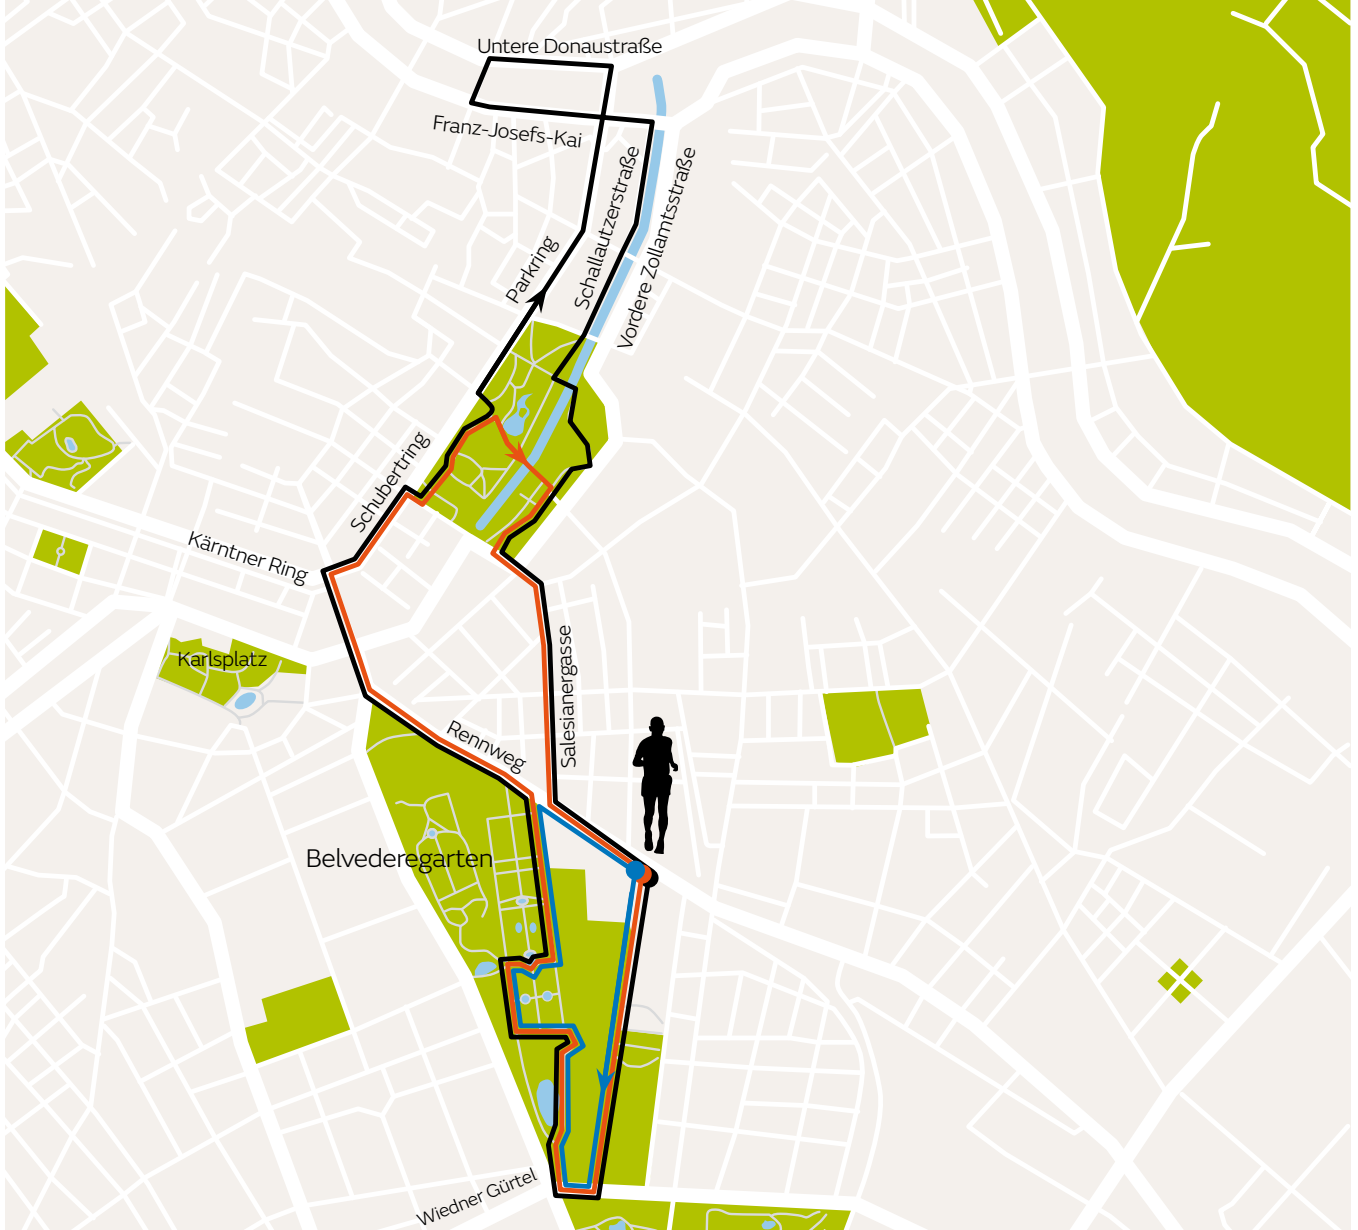 Untere Donaustraße
Franz-Josefs-Kai
Schallautzerstraße
Vordere Zollamtsstraße
Parkring
Schubertring
Kärntner Ring
Karlsplatz
Salesianergasse
Rennweg
Belvederegarten
Wiedner Gürtel